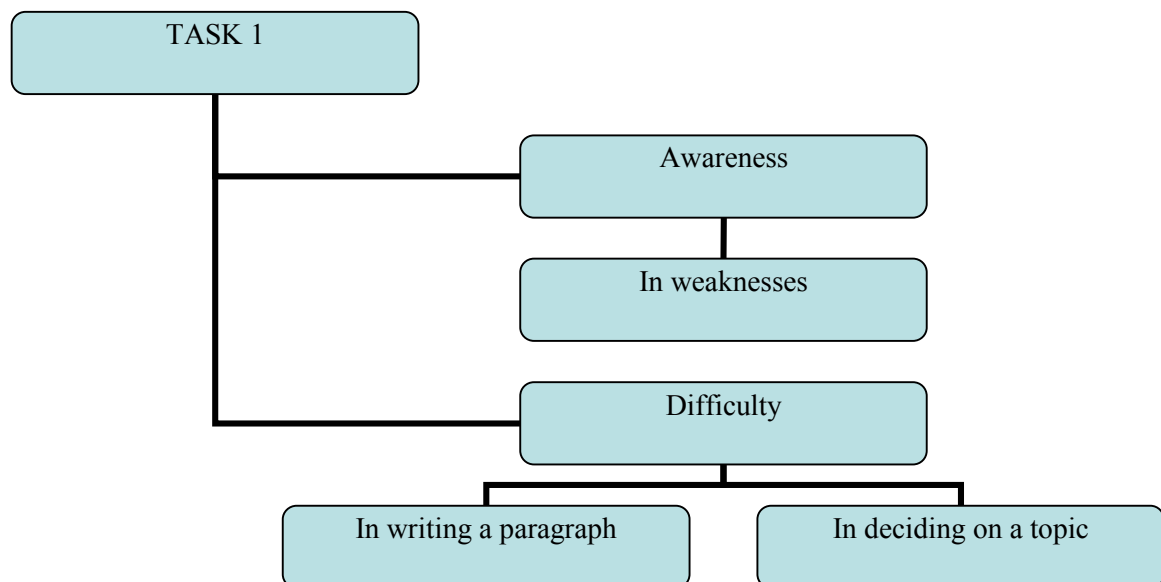 TASK 1
Awareness
In weaknesses
Difficulty
In writing a paragraph
In deciding on a topic